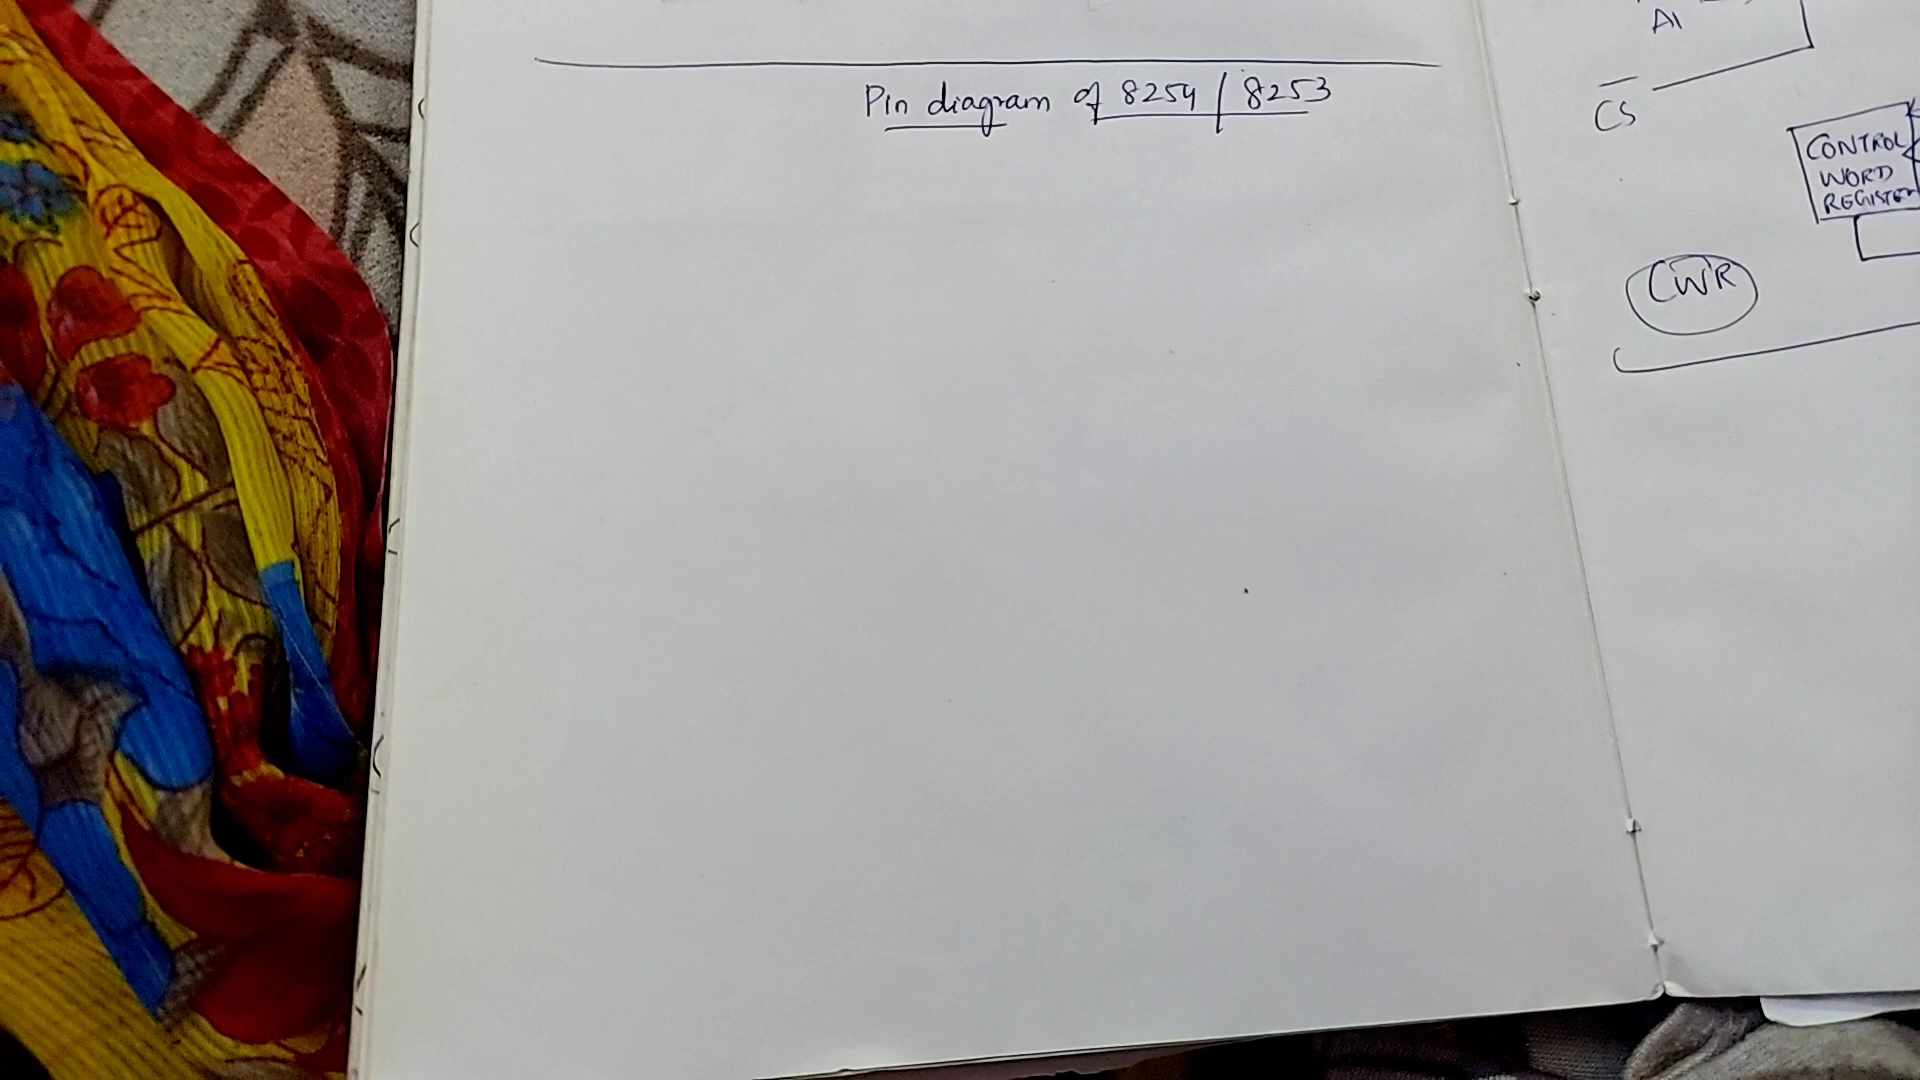 Pin diagram of 8254 / 8253
A1
CS
CONTROL
WORD
REGISTER
CWR